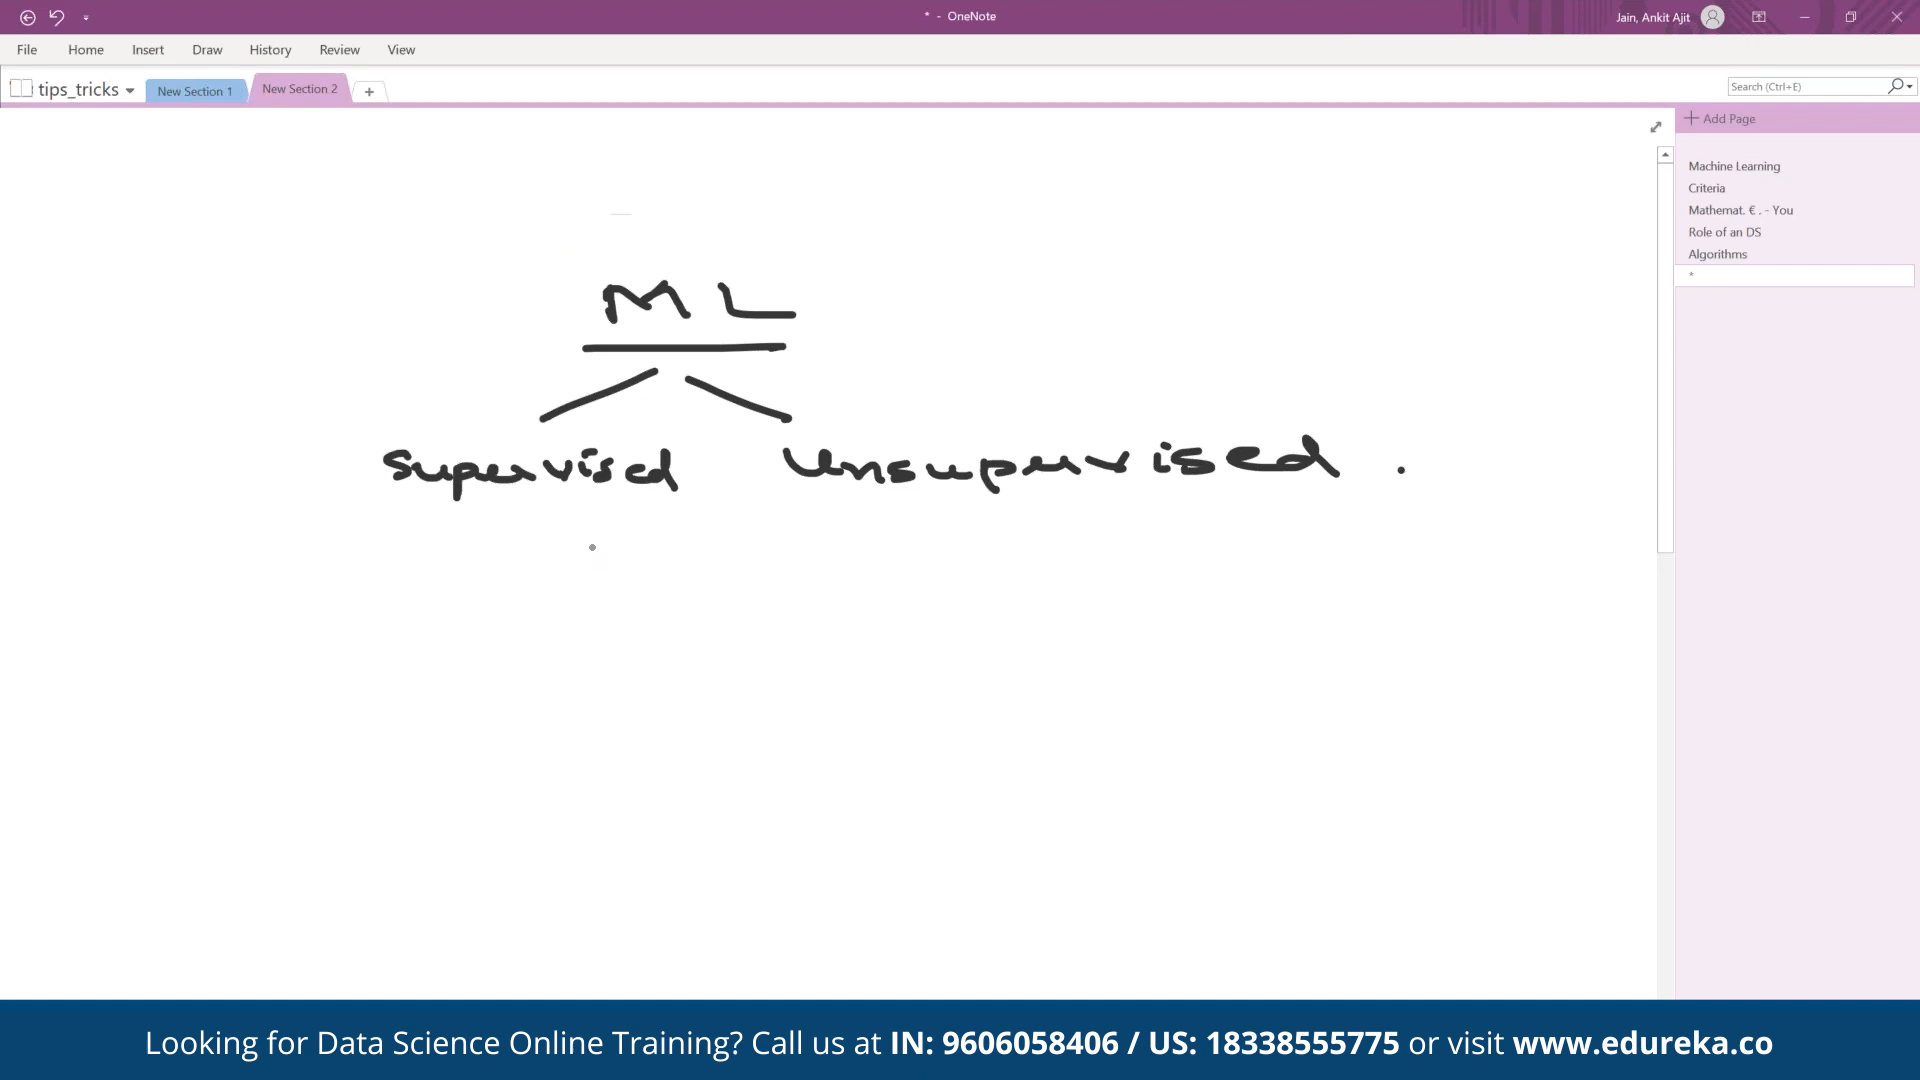 * - OneNote
Jain, Ankit Ajit
File Home Insert Draw History Review View
tips_tricks New Section 1 New Section 2 +
Search (Ctrl+E)
Add Page
Machine Learning
Criteria
Mathemat. € . - You
Role of an DS
Algorithms
*
ML
Supervised Unsupervised .
Looking for Data Science Online Training? Call us at IN: 9606058406 / US: 18338555775 or visit www.edureka.co